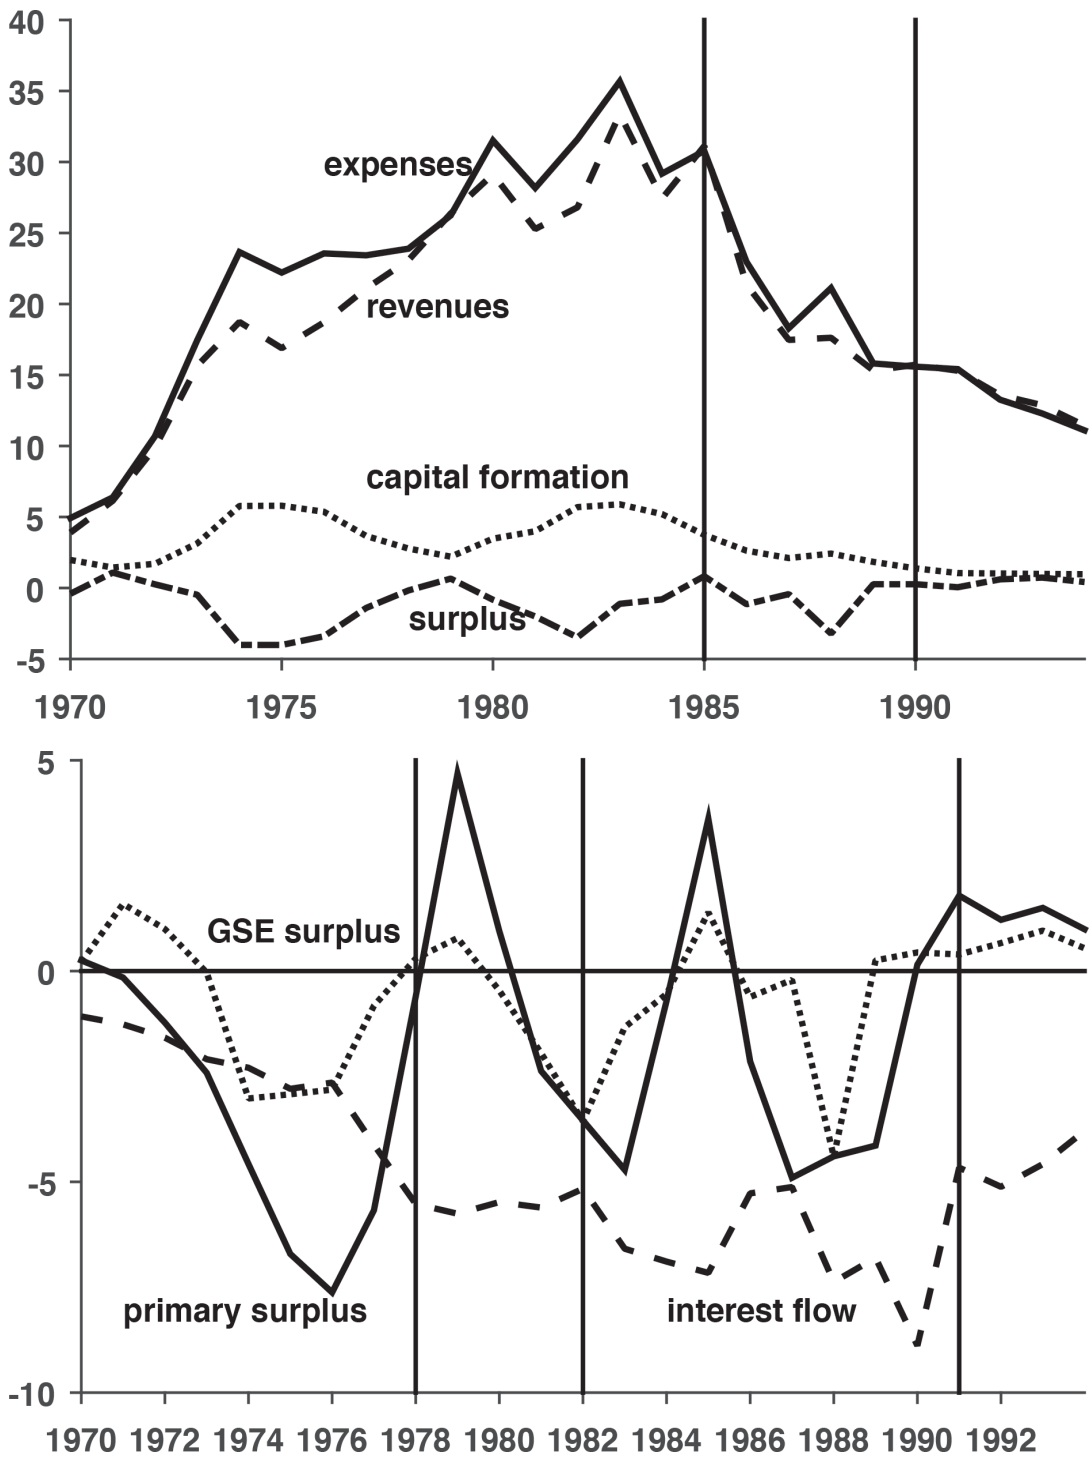 40
35
30
expenses
25
revenues
20
15
10
capital formation
5
0
surplus
-5
1970 1975 1980 1985 1990
5
GSE surplus
0
-5
primary surplus interest flow
-10
1970 1972 1974 1976 1978 1980 1982 1984 1986 1988 1990 1992